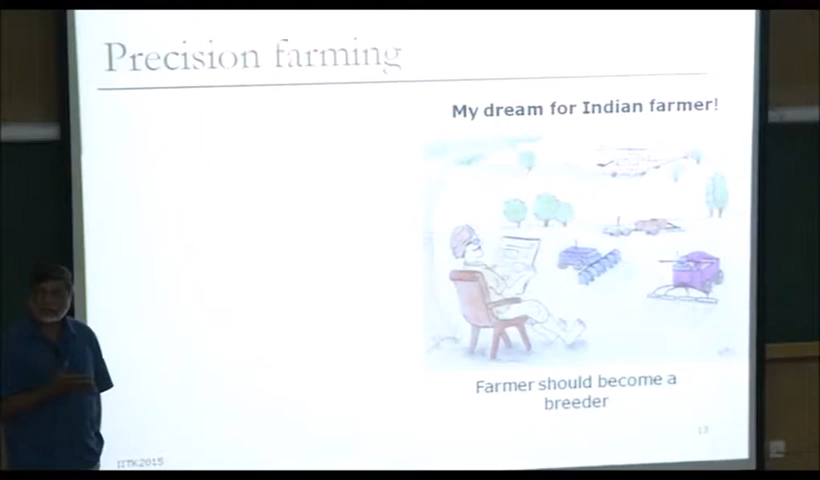 Precision farming
My dream for Indian farmer!
Farmer should become a
breeder
13
IITK2015